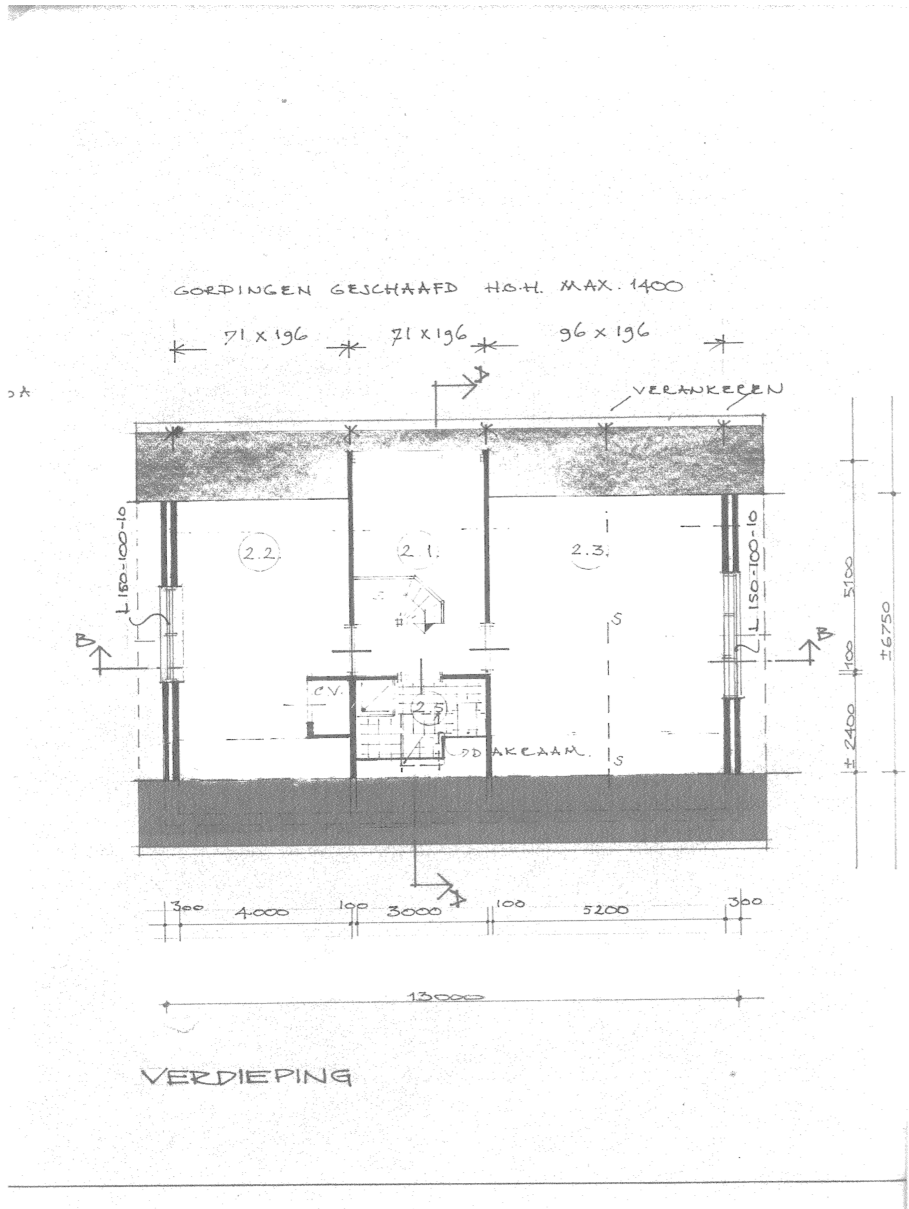 GORDINGEN GESCHAAFD H.O.H. MAX. 1400
71 x 196 71 x 196 96 x 196
A
VERANKEREN
L 150-100-10
2.2.
2.1.
2.3.
L 150-100-10
5100
±6750
S
B
B
100
C.V.
2.5.
DAKRAAM.
± 2400
S
A
300 4000 100 3000 100 5200 300
13000
VERDIEPING